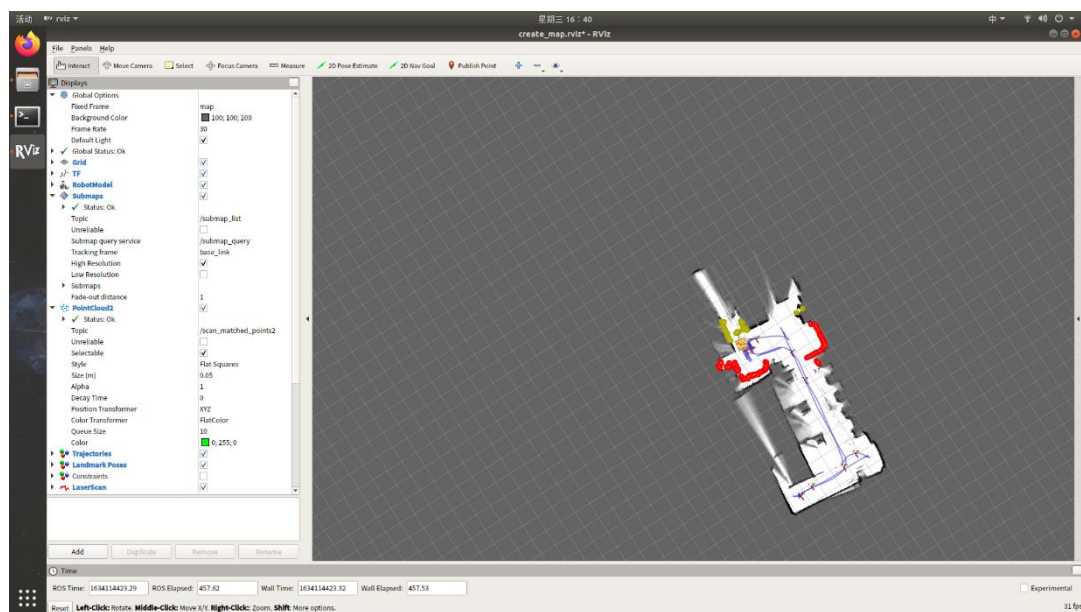 活动 rviz
星期三 16：40
中
create_map.rviz* - RViz
File Panels Help
Interact Move Camera Select Focus Camera Measure 2D Pose Estimate 2D Nav Goal Publish Point
Displays
Global Options
Fixed Frame map
Background Color 100; 100; 100
Frame Rate 30
Default Light
Global Status: Ok
Grid
TF
RobotModel
Submaps
Status: Ok
Topic /submap_list
Unreliable
Submap query service /submap_query
Tracking frame base_link
High Resolution
Low Resolution
Submaps
Fade-out distance 1
PointCloud2
Status: Ok
Topic /scan_matched_points2
Unreliable
Selectable
Style Flat Squares
Size (m) 0.05
Alpha 1
Decay Time 0
Position Transformer XYZ
Color Transformer FlatColor
Queue Size 10
Color 0; 255; 0
Trajectories
Landmark Poses
Constraints
LaserScan
Add Duplicate Remove Rename
Time
ROS Time: 1634114423.29 ROS Elapsed: 457.62 Wall Time: 1634114423.32 Wall Elapsed: 457.53 Experimental
Reset Left-Click: Rotate. Middle-Click: Move X/Y. Right-Click: Zoom. Shift: More options. 31 fps
RViz